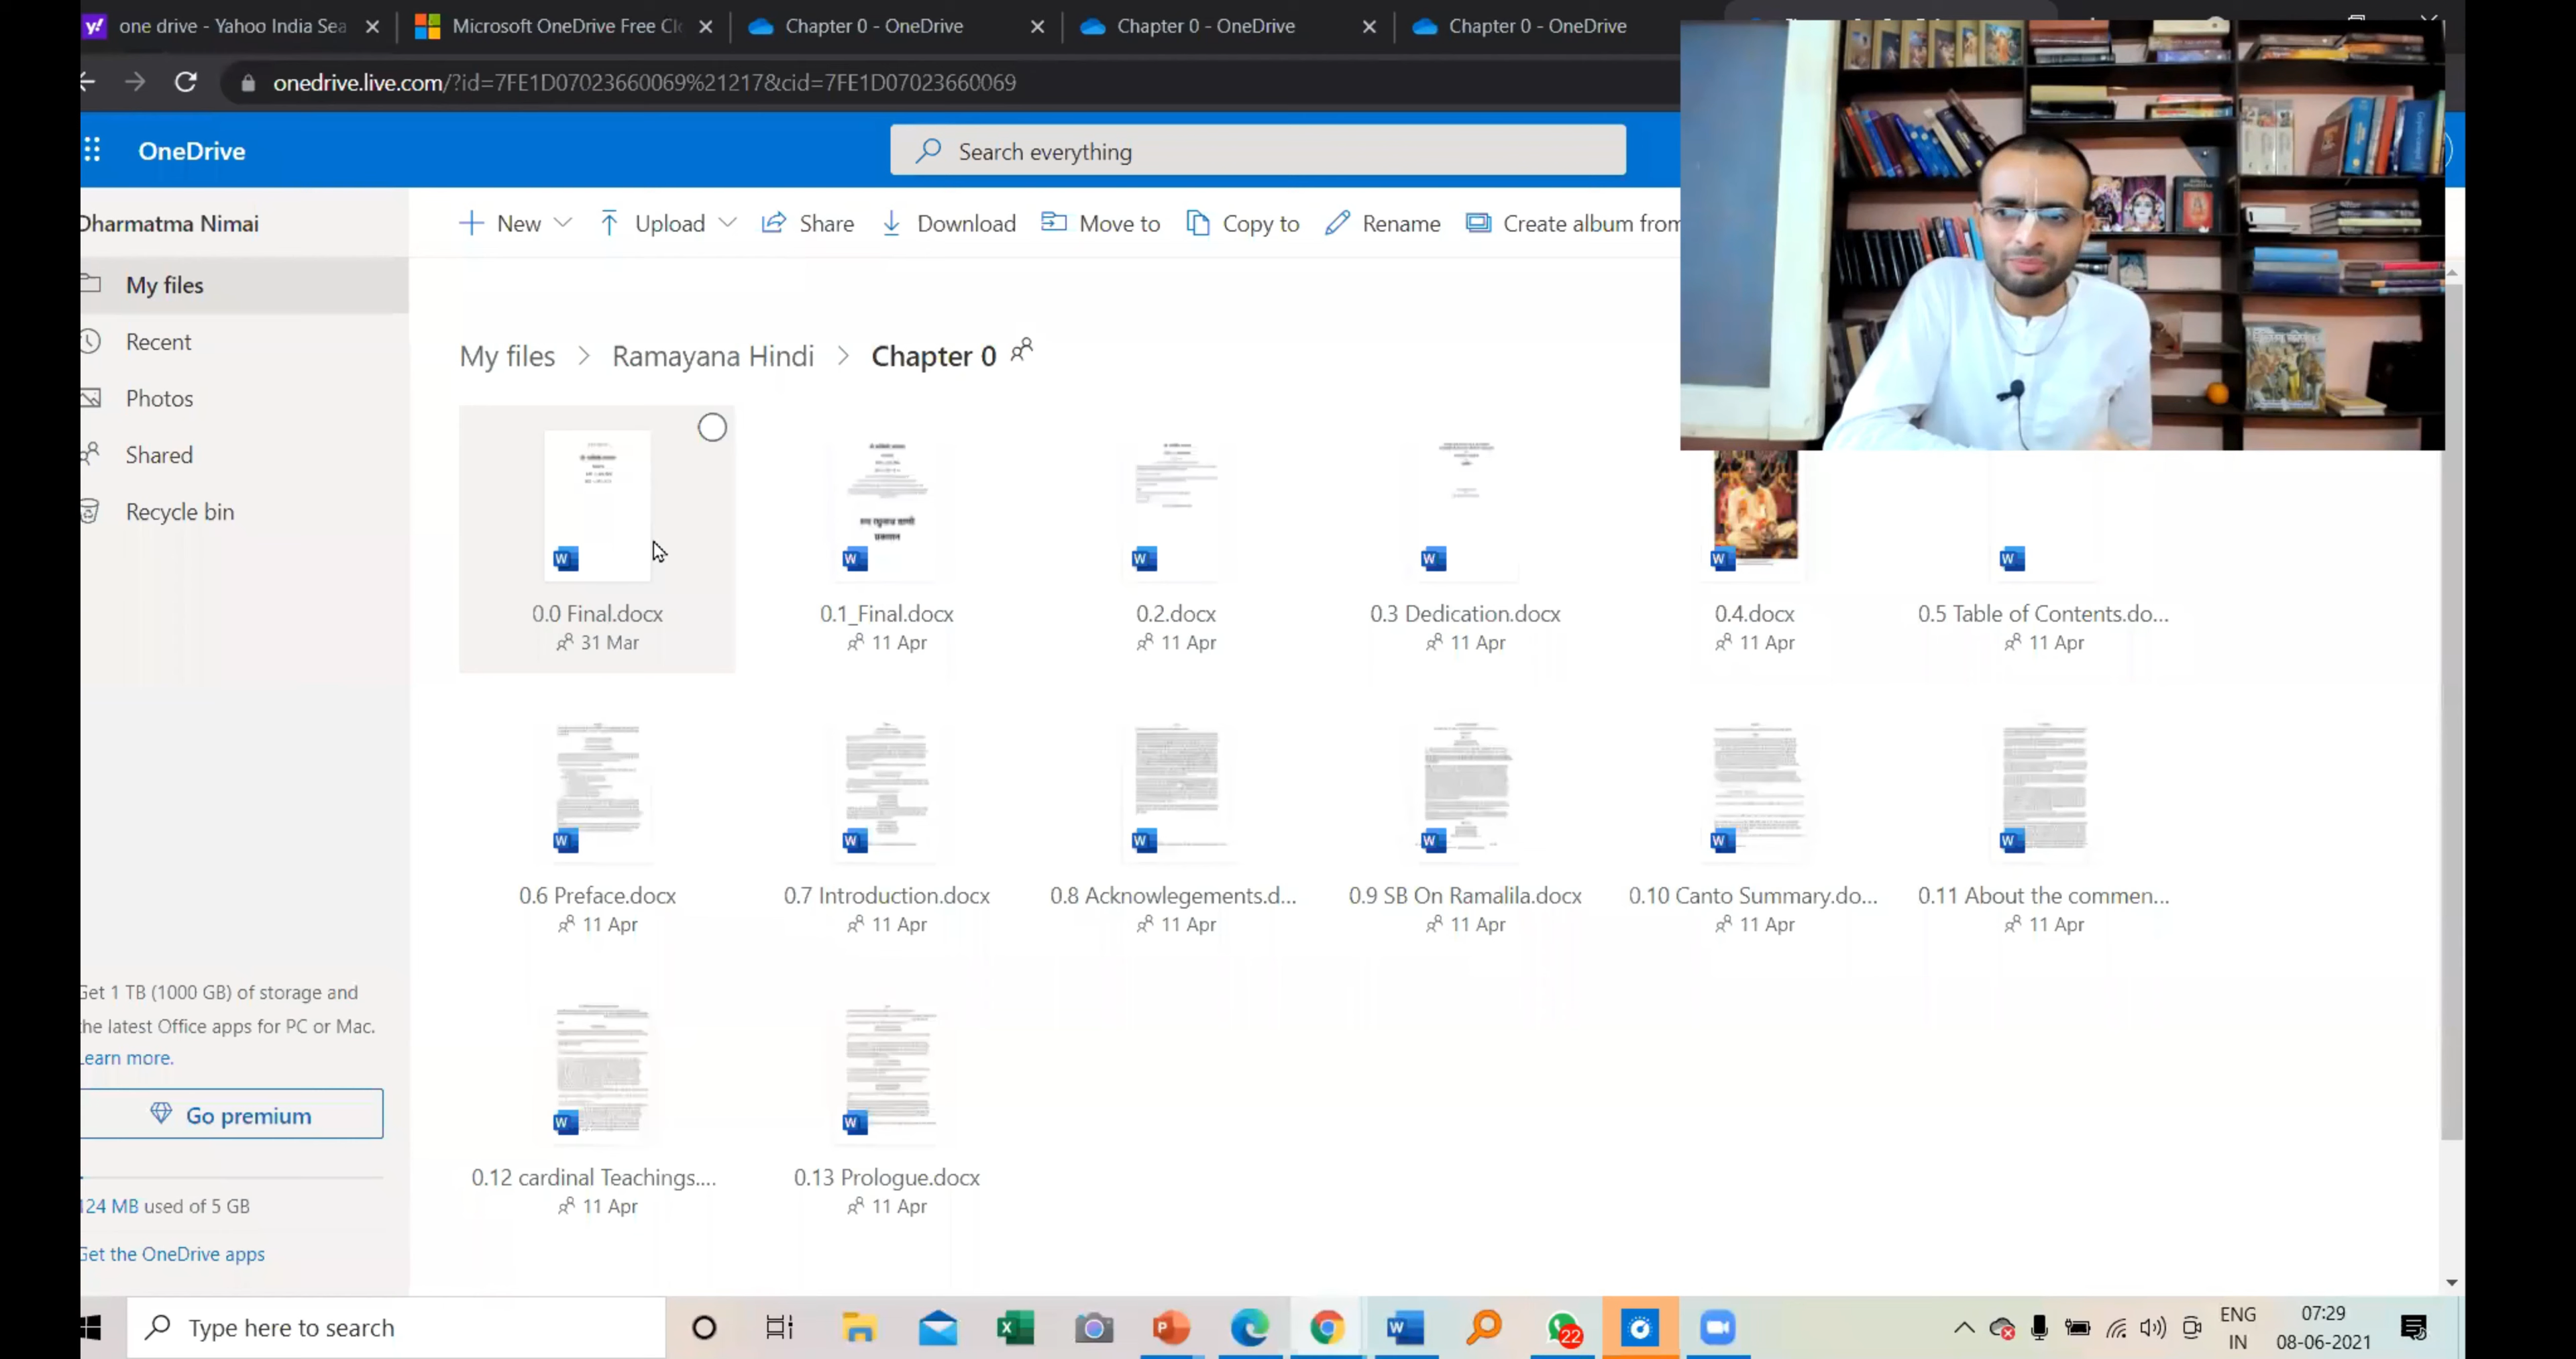 one drive - Yahoo India Sea
Microsoft OneDrive Free Cl
Chapter 0 - OneDrive
Chapter 0 - OneDrive
Chapter 0 - OneDrive
onedrive.live.com/?id=7FE1D07023660069%21217&cid=7FE1D07023660069
OneDrive
Search everything
Dharmatma Nimai
New
Upload
Share
Download
Move to
Copy to
Rename
Create album from
My files
Recent
Photos
Shared
Recycle bin
My files > Ramayana Hindi > Chapter 0
0.0 Final.docx
31 Mar
0.1_Final.docx
11 Apr
0.2.docx
11 Apr
0.3 Dedication.docx
11 Apr
0.4.docx
11 Apr
0.5 Table of Contents.do...
11 Apr
0.6 Preface.docx
11 Apr
0.7 Introduction.docx
11 Apr
0.8 Acknowlegements.d...
11 Apr
0.9 SB On Ramalila.docx
11 Apr
0.10 Canto Summary.do...
11 Apr
0.11 About the commen...
11 Apr
0.12 cardinal Teachings....
11 Apr
0.13 Prologue.docx
11 Apr
Get 1 TB (1000 GB) of storage and
the latest Office apps for PC or Mac.
Learn more.
Go premium
124 MB used of 5 GB
Get the OneDrive apps
Type here to search
22
ENG
IN
07:29
08-06-2021